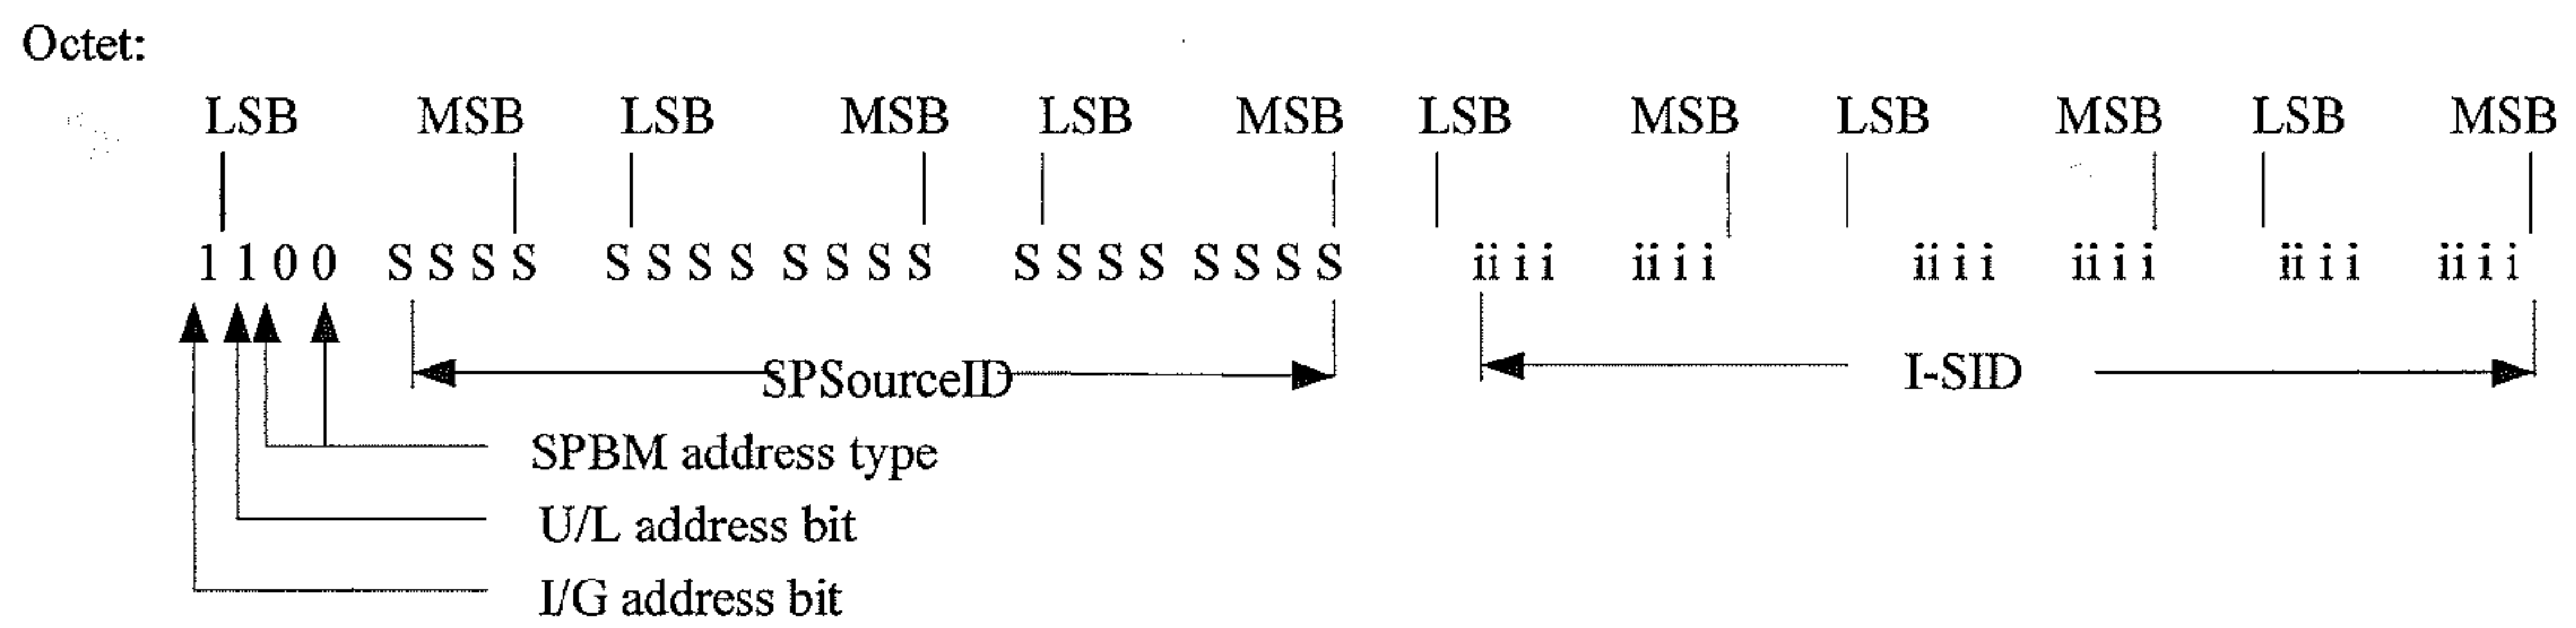 Octet:
LSB MSB LSB MSB LSB MSB LSB MSB LSB MSB LSB MSB
1 1 0 0 S S S S S S S S S S S S S S S S S S S S ii i i ii i i ii i i ii i i ii i i ii i i
SPSourceID I-SID
SPBM address type
U/L address bit
I/G address bit